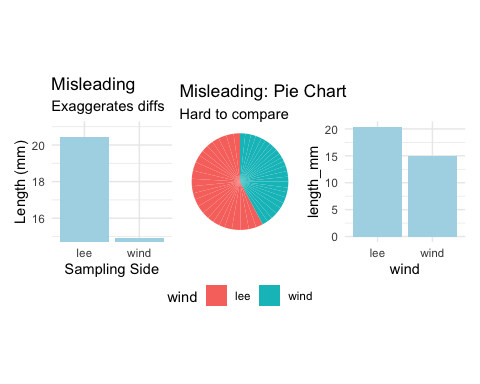 Misleading
Exaggerates diffs
Length (mm)
20
18
16
lee wind
Sampling Side
Misleading: Pie Chart
Hard to compare
length_mm
20
15
10
5
0
lee wind
wind
wind lee wind